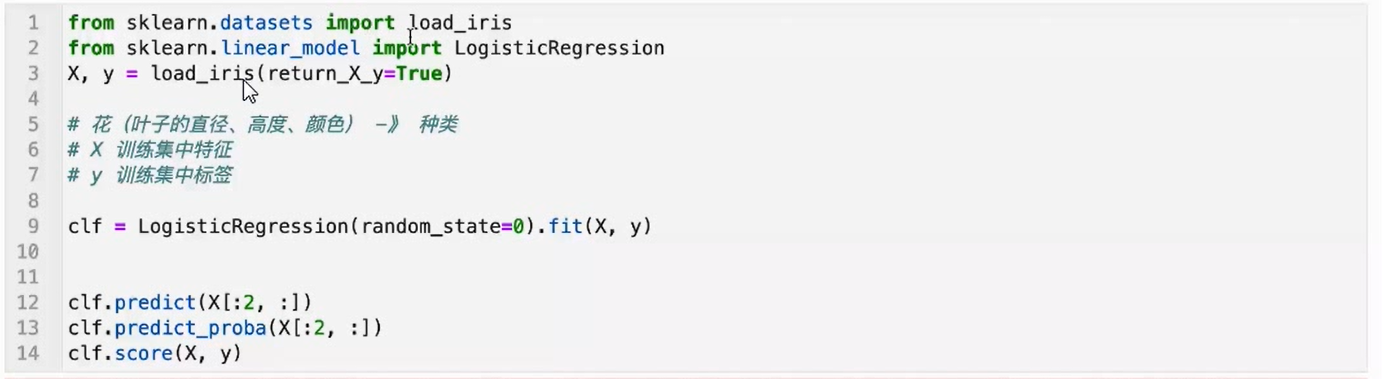 1 from sklearn.datasets import load_iris
2 from sklearn.linear_model import LogisticRegression
3 X, y = load_iris(return_X_y=True)
4
5 # 花（叶子的直径、高度、颜色） -》 种类
6 # X 训练集中特征
7 # y 训练集中标签
8
9 clf = LogisticRegression(random_state=0).fit(X, y)
10
11
12 clf.predict(X[:2, :])
13 clf.predict_proba(X[:2, :])
14 clf.score(X, y)